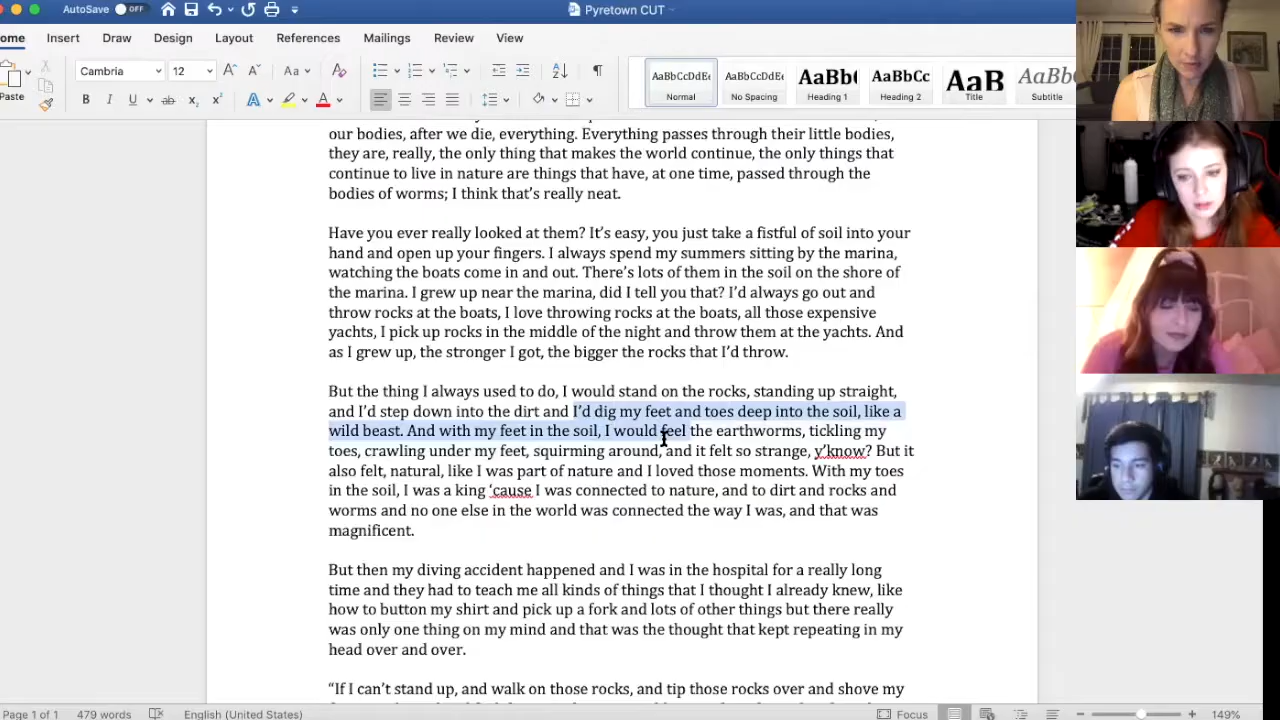 AutoSave OFF
Pyretown CUT
ome Insert Draw Design Layout References Mailings Review View
Cambria 12 Aa
AaBbCcDdEe AaBbCcDdEe AaBb( AaBbCc AaB AaBb
Paste B I U ab x₂ x² A A
Normal No Spacing Heading 1 Heading 2 Title Subtitle
our bodies, after we die, everything. Everything passes through their little bodies,
they are, really, the only thing that makes the world continue, the only things that
continue to live in nature are things that have, at one time, passed through the
bodies of worms; I think that’s really neat.
Have you ever really looked at them? It’s easy, you just take a fistful of soil into your
hand and open up your fingers. I always spend my summers sitting by the marina,
watching the boats come in and out. There’s lots of them in the soil on the shore of
the marina. I grew up near the marina, did I tell you that? I’d always go out and
throw rocks at the boats, I love throwing rocks at the boats, all those expensive
yachts, I pick up rocks in the middle of the night and throw them at the yachts. And
as I grew up, the stronger I got, the bigger the rocks that I’d throw.
But the thing I always used to do, I would stand on the rocks, standing up straight,
and I’d step down into the dirt and I’d dig my feet and toes deep into the soil, like a
wild beast. And with my feet in the soil, I would feel the earthworms, tickling my
toes, crawling under my feet, squirming around, and it felt so strange, y’know? But it
also felt, natural, like I was part of nature and I loved those moments. With my toes
in the soil, I was a king ‘cause I was connected to nature, and to dirt and rocks and
worms and no one else in the world was connected the way I was, and that was
magnificent.
But then my diving accident happened and I was in the hospital for a really long
time and they had to teach me all kinds of things that I thought I already knew, like
how to button my shirt and pick up a fork and lots of other things but there really
was only one thing on my mind and that was the thought that kept repeating in my
head over and over.
“If I can’t stand up, and walk on those rocks, and tip those rocks over and shove my
Page 1 of 1 479 words English (United States) Focus 149%